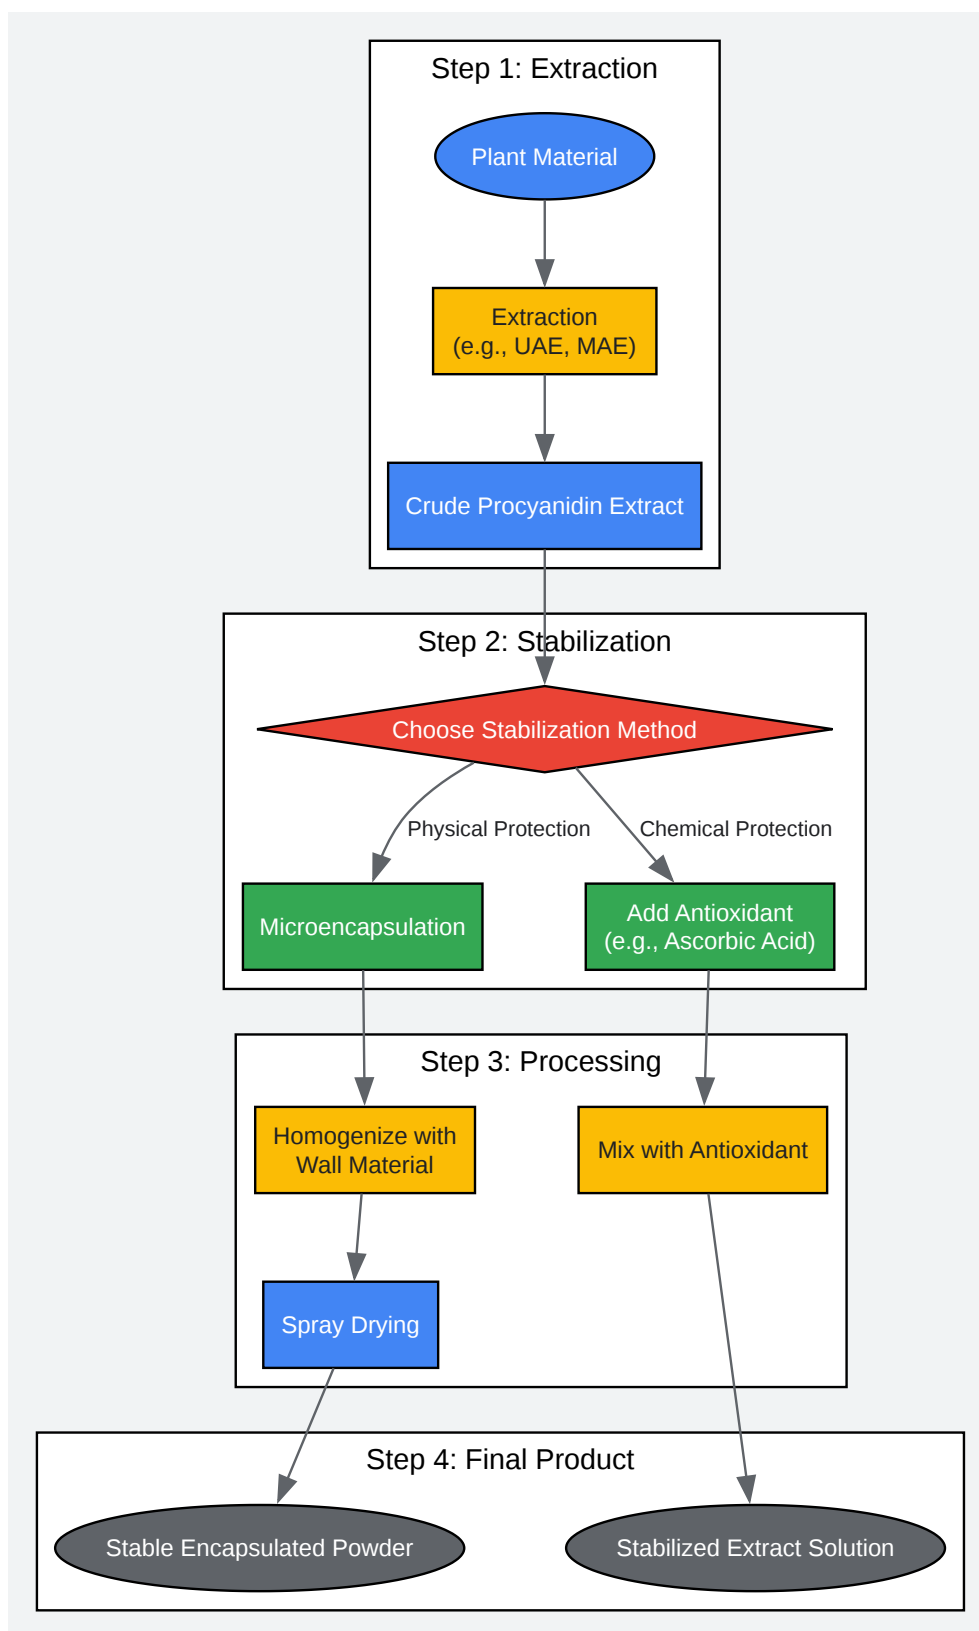 Step 1: Extraction
Plant Material
Extraction
(e.g., UAE, MAE)
Crude Procyanidin Extract
Step 2: Stabilization
Choose Stabilization Method
Physical Protection
Chemical Protection
Microencapsulation
Add Antioxidant
(e.g., Ascorbic Acid)
Step 3: Processing
Homogenize with
Wall Material
Mix with Antioxidant
Spray Drying
Step 4: Final Product
Stable Encapsulated Powder
Stabilized Extract Solution